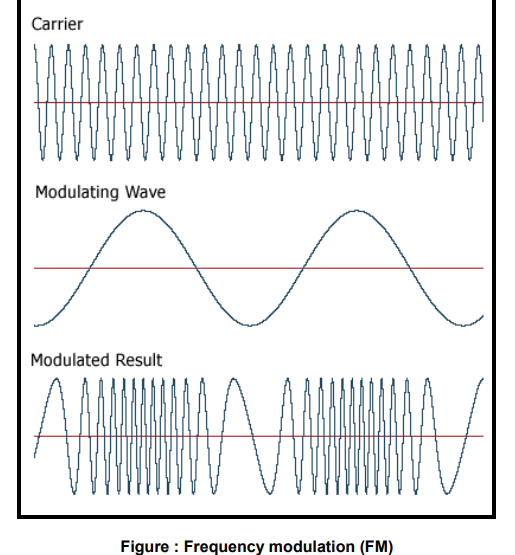 Carrier
Modulating Wave
Modulated Result
Figure : Frequency modulation (FM)